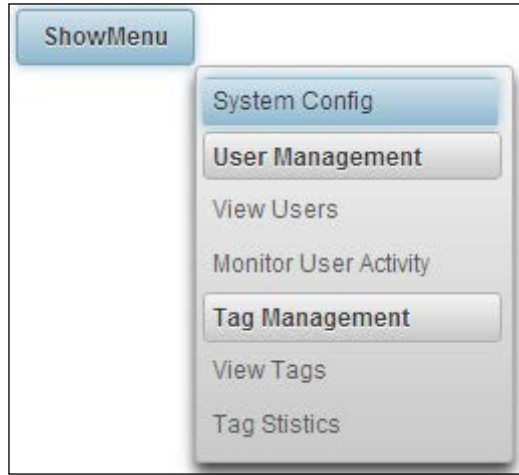 ShowMenu
System Config
User Management
View Users
Monitor User Activity
Tag Management
View Tags
Tag Stistics